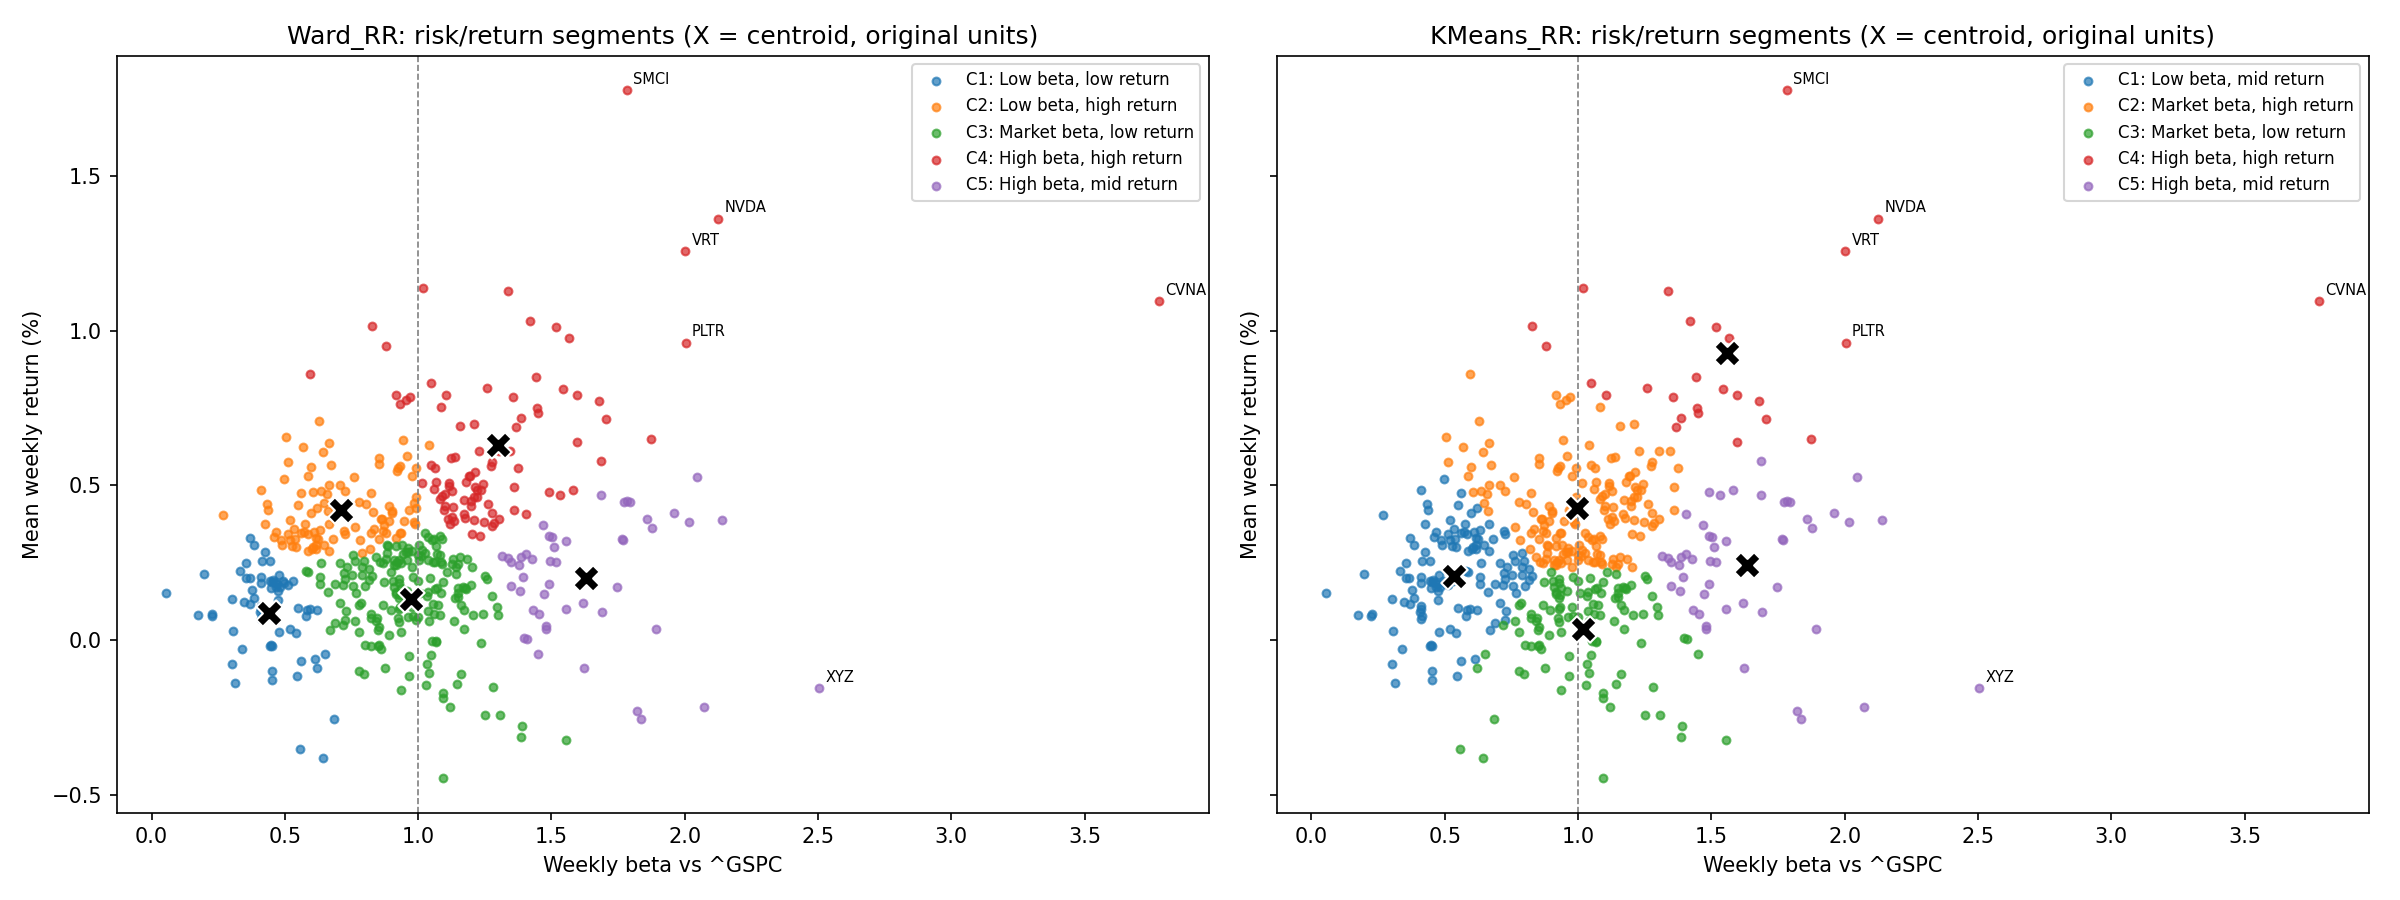 Ward_RR: risk/return segments (X = centroid, original units)
C1: Low beta, low return
C2: Low beta, high return
C3: Market beta, low return
C4: High beta, high return
C5: High beta, mid return
SMCI
NVDA
VRT
CVNA
PLTR
XYZ
Mean weekly return (%)
1.5
1.0
0.5
0.0
−0.5
0.0 0.5 1.0 1.5 2.0 2.5 3.0 3.5
Weekly beta vs ^GSPC
KMeans_RR: risk/return segments (X = centroid, original units)
C1: Low beta, mid return
C2: Market beta, high return
C3: Market beta, low return
C4: High beta, high return
C5: High beta, mid return
SMCI
NVDA
VRT
CVNA
PLTR
XYZ
Mean weekly return (%)
0.0 0.5 1.0 1.5 2.0 2.5 3.0 3.5
Weekly beta vs ^GSPC